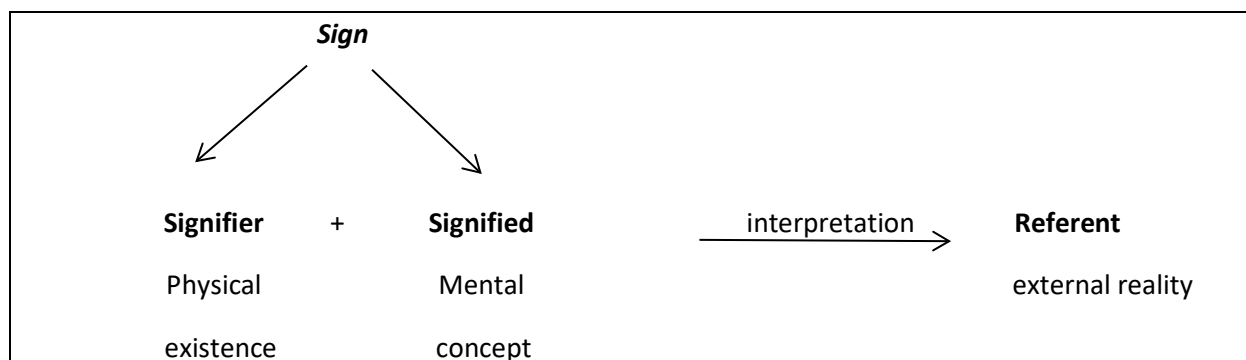 Sign
Signifier + Signified interpretation Referent
Physical Mental external reality
existence concept